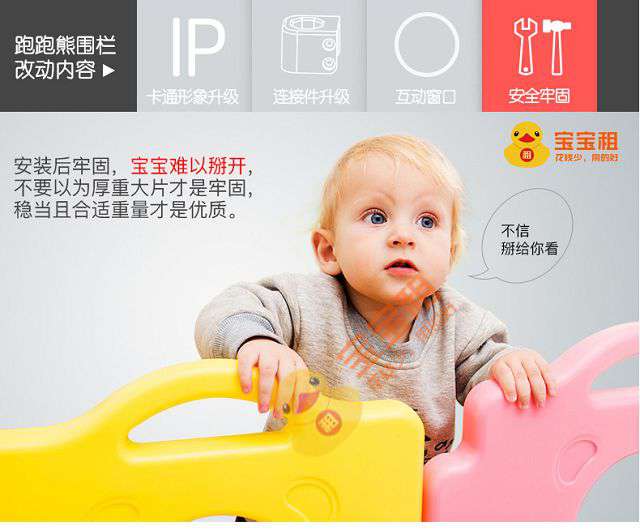 跑跑熊围栏
改动内容 ▶
IP
卡通形象升级
连接件升级
互动窗口
安全牢固
安装后牢固，宝宝难以掰开，
不要以为厚重大片才是牢固，
稳当且合适重量才是优质。
租
宝宝租
花钱少，用的好
不信
掰给你看